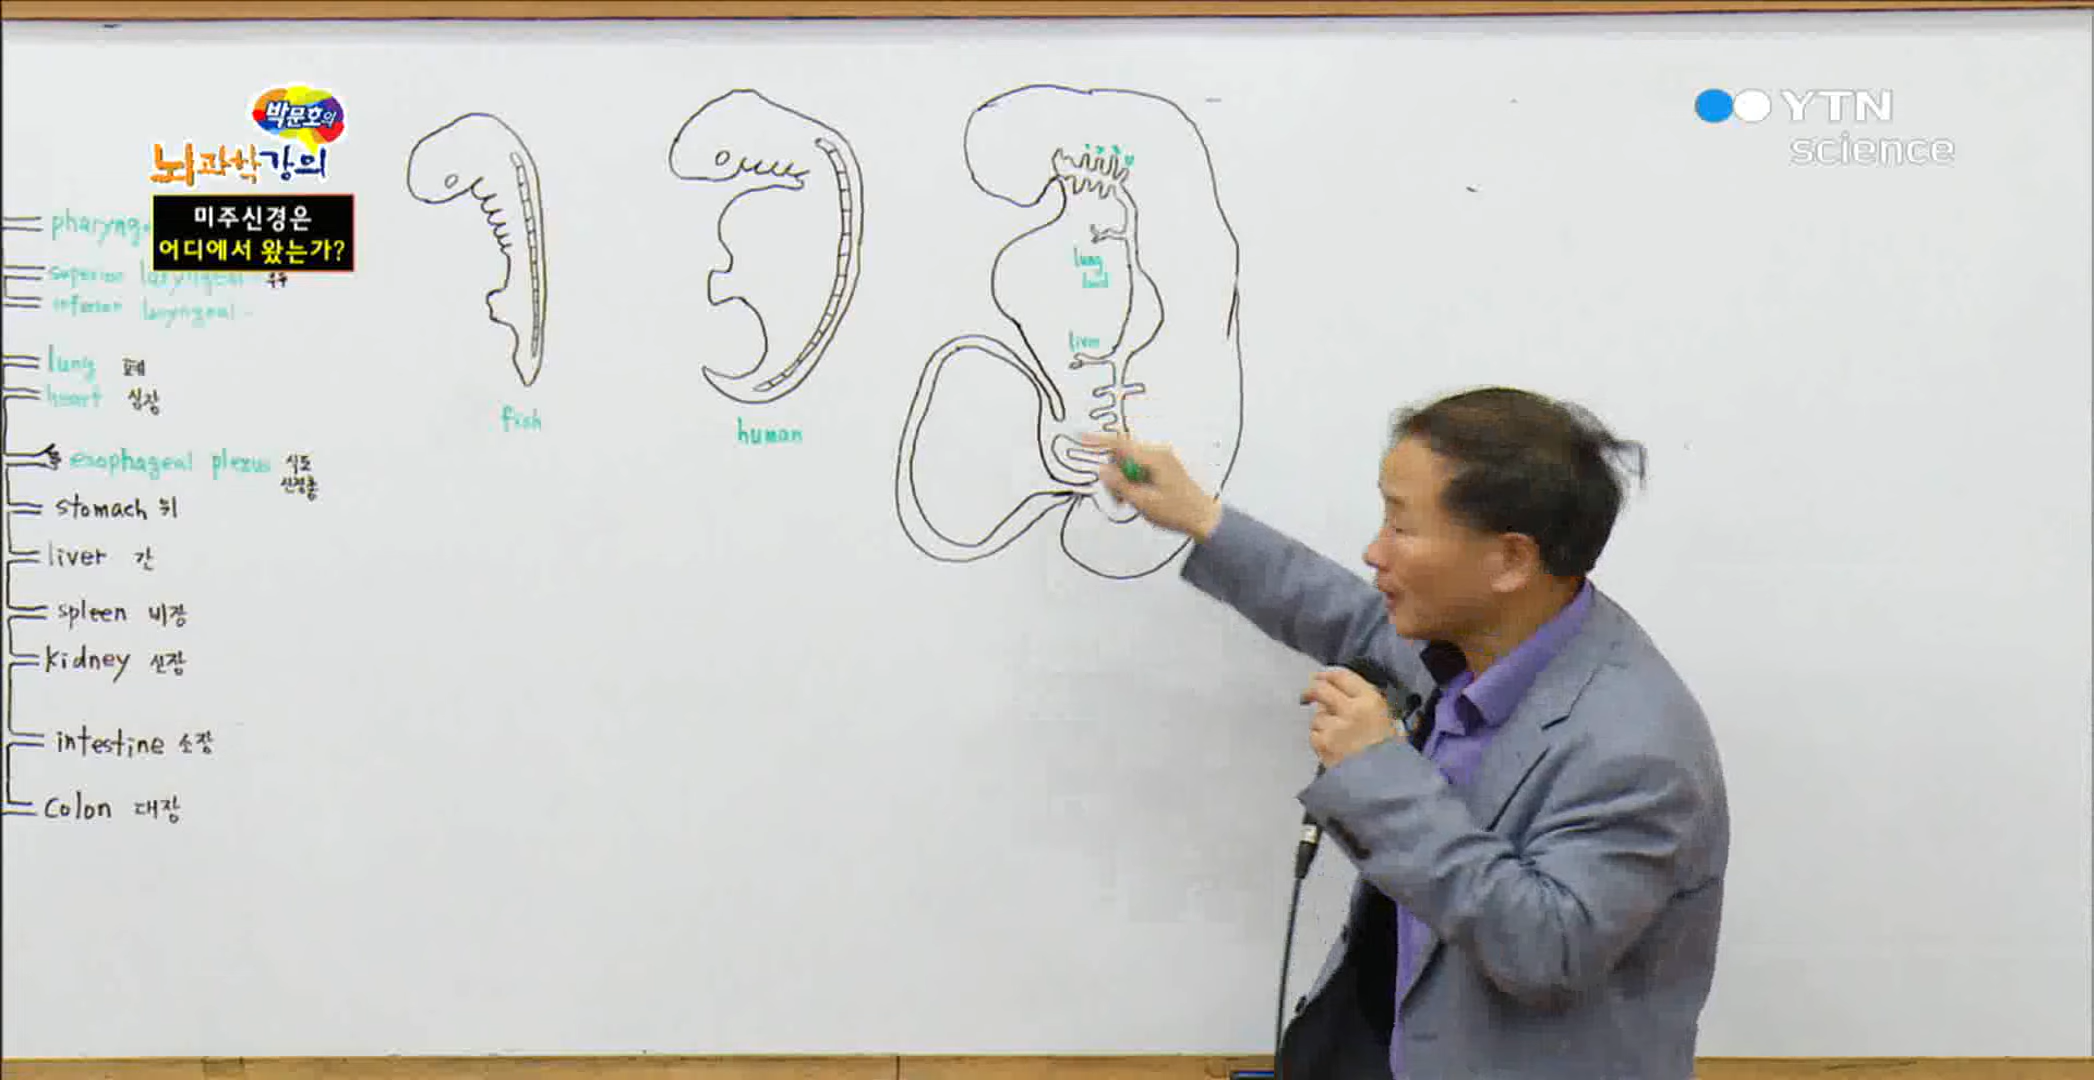 박문호의
뇌과학강의
미주신경은
어디에서 왔는가?
YTN
science
superior laryngeal
inferior laryngeal
lung 폐
heart 심장
esophageal plexus 식도
신경총
stomach 위
liver 간
spleen 비장
kidney 신장
intestine 소장
colon 대장
fish
human
lung
bud
liver